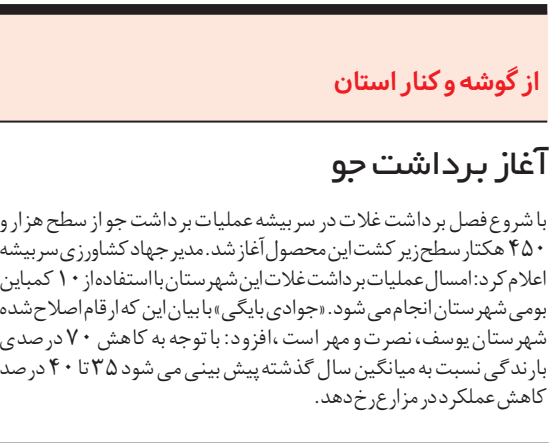 از گوشه و کنار استان
آغاز برداشت جو
با شروع فصل برداشت غلات در سربیشه عملیات برداشت جو از سطح هزار و
۴۵۰ هکتار سطح زیر کشت این محصول آغاز شد. مدیر جهاد کشاورزی سربیشه
اعلام کرد: امسال عملیات برداشت غلات این شهرستان با استفاده از ۱۰ کمباین
بومی شهرستان انجام می شود. «جوادی بایگی» با بیان این که ارقام اصلاح شده
شهرستان یوسف، نصرت و مهر است ،افزود: با توجه به کاهش ۷۰ درصدی
بارندگی نسبت به میانگین سال گذشته پیش بینی می شود ۳۵ تا ۴۰ درصد
کاهش عملکرد در مزارع رخ دهد.